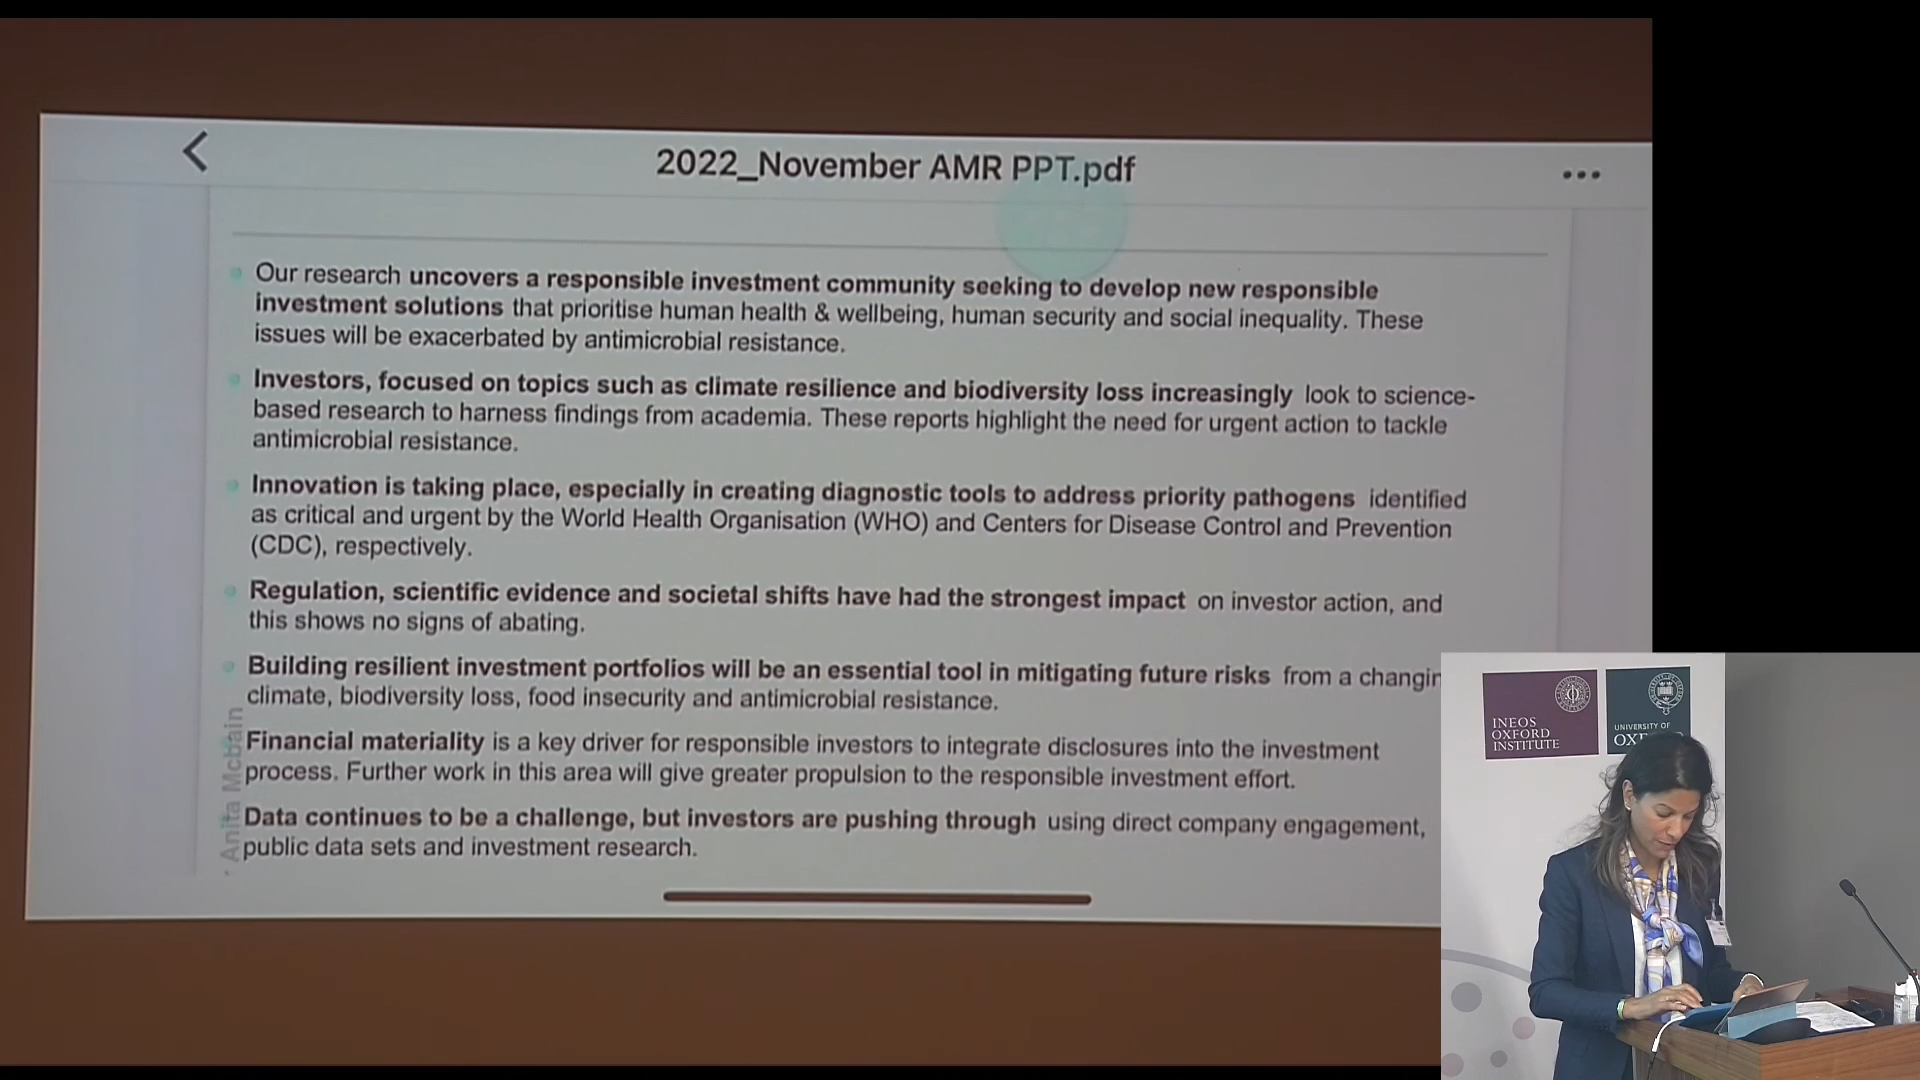 2022_November AMR PPT.pdf
Our research uncovers a responsible investment community seeking to develop new responsible
investment solutions that prioritise human health & wellbeing, human security and social inequality. These
issues will be exacerbated by antimicrobial resistance.
Investors, focused on topics such as climate resilience and biodiversity loss increasingly look to science-
based research to harness findings from academia. These reports highlight the need for urgent action to tackle
antimicrobial resistance.
Innovation is taking place, especially in creating diagnostic tools to address priority pathogens identified
as critical and urgent by the World Health Organisation (WHO) and Centers for Disease Control and Prevention
(CDC), respectively.
Regulation, scientific evidence and societal shifts have had the strongest impact on investor action, and
this shows no signs of abating.
Building resilient investment portfolios will be an essential tool in mitigating future risks from a changin
climate, biodiversity loss, food insecurity and antimicrobial resistance.
Financial materiality is a key driver for responsible investors to integrate disclosures into the investment
process. Further work in this area will give greater propulsion to the responsible investment effort.
Data continues to be a challenge, but investors are pushing through using direct company engagement,
public data sets and investment research.
Anita Mcbain
INEOS
OXFORD
INSTITUTE
UNIVERSITY OF